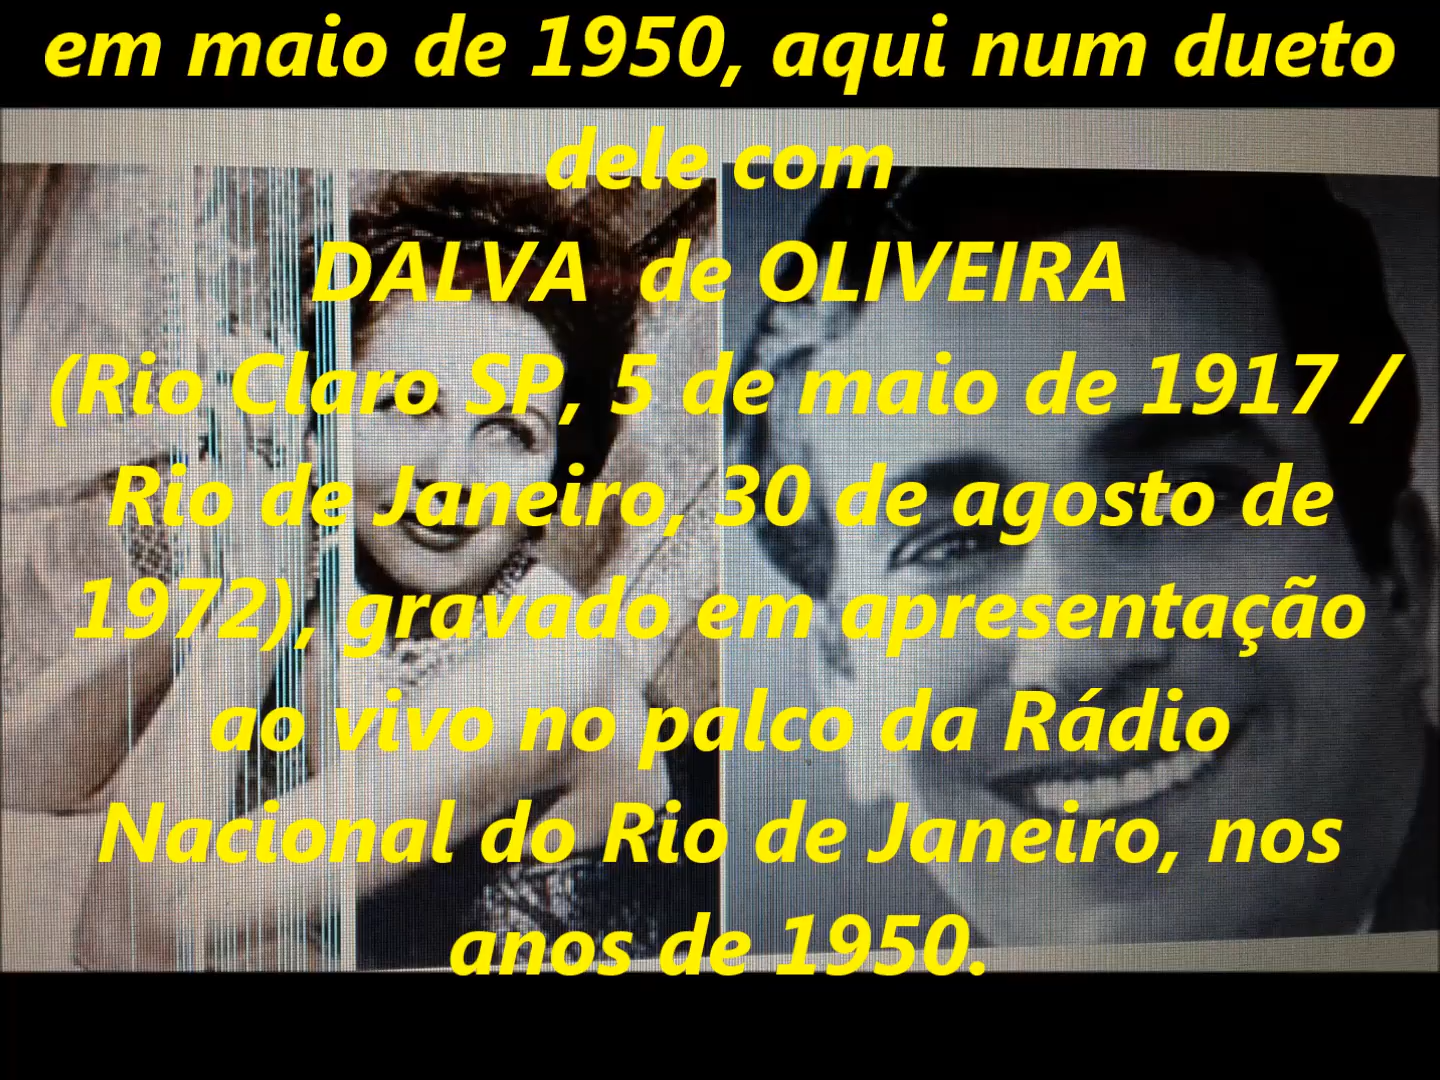 em maio de 1950, aqui num dueto
dele com
DALVA de OLIVEIRA
(Rio Claro SP, 5 de maio de 1917 /
Rio de Janeiro, 30 de agosto de
1972), gravado em apresentação
ao vivo no palco da Rádio
Nacional do Rio de Janeiro, nos
anos de 1950.